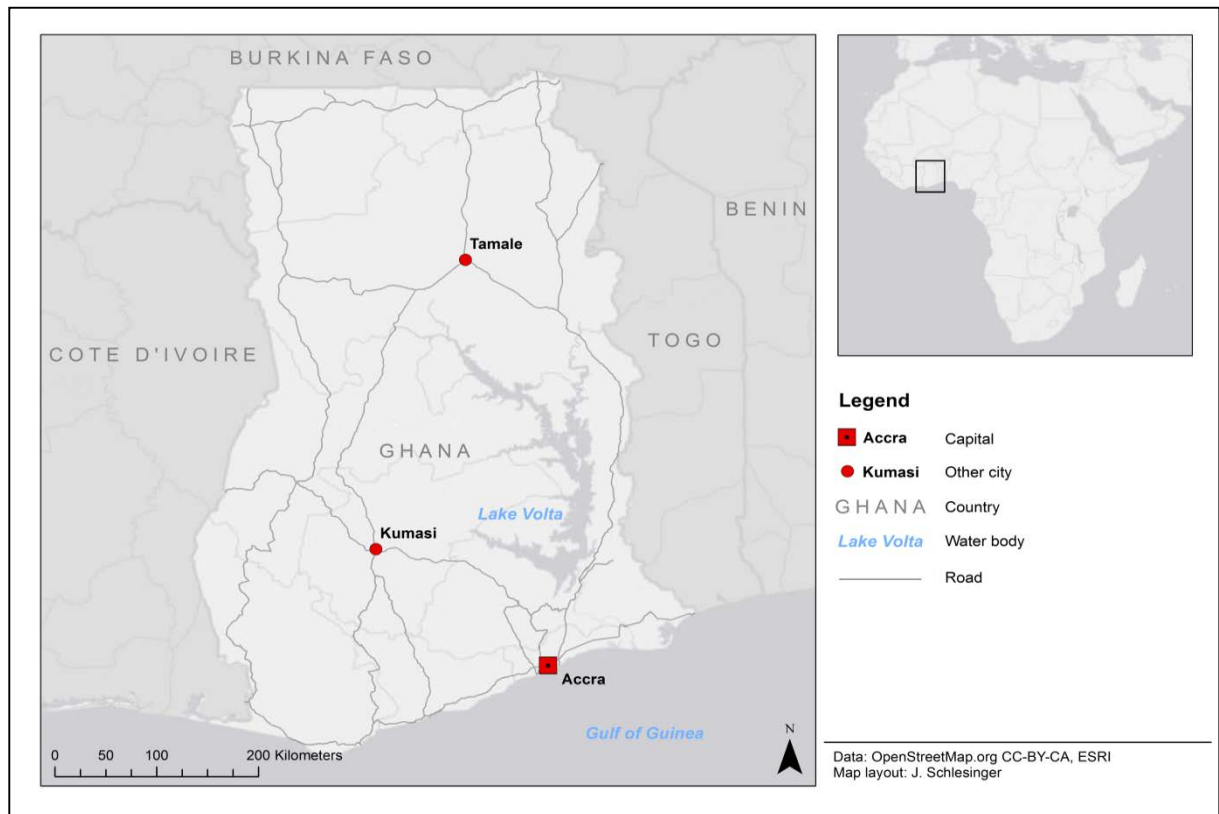 BURKINA FASO
BENIN
Tamale
TOGO
COTE D'IVOIRE
GHANA
Lake Volta
Kumasi
Accra
Gulf of Guinea
N
0 50 100 200 Kilometers
Legend
Accra Capital
Kumasi Other city
GHANA Country
Lake Volta Water body
Road
Data: OpenStreetMap.org CC-BY-CA, ESRI
Map layout: J. Schlesinger